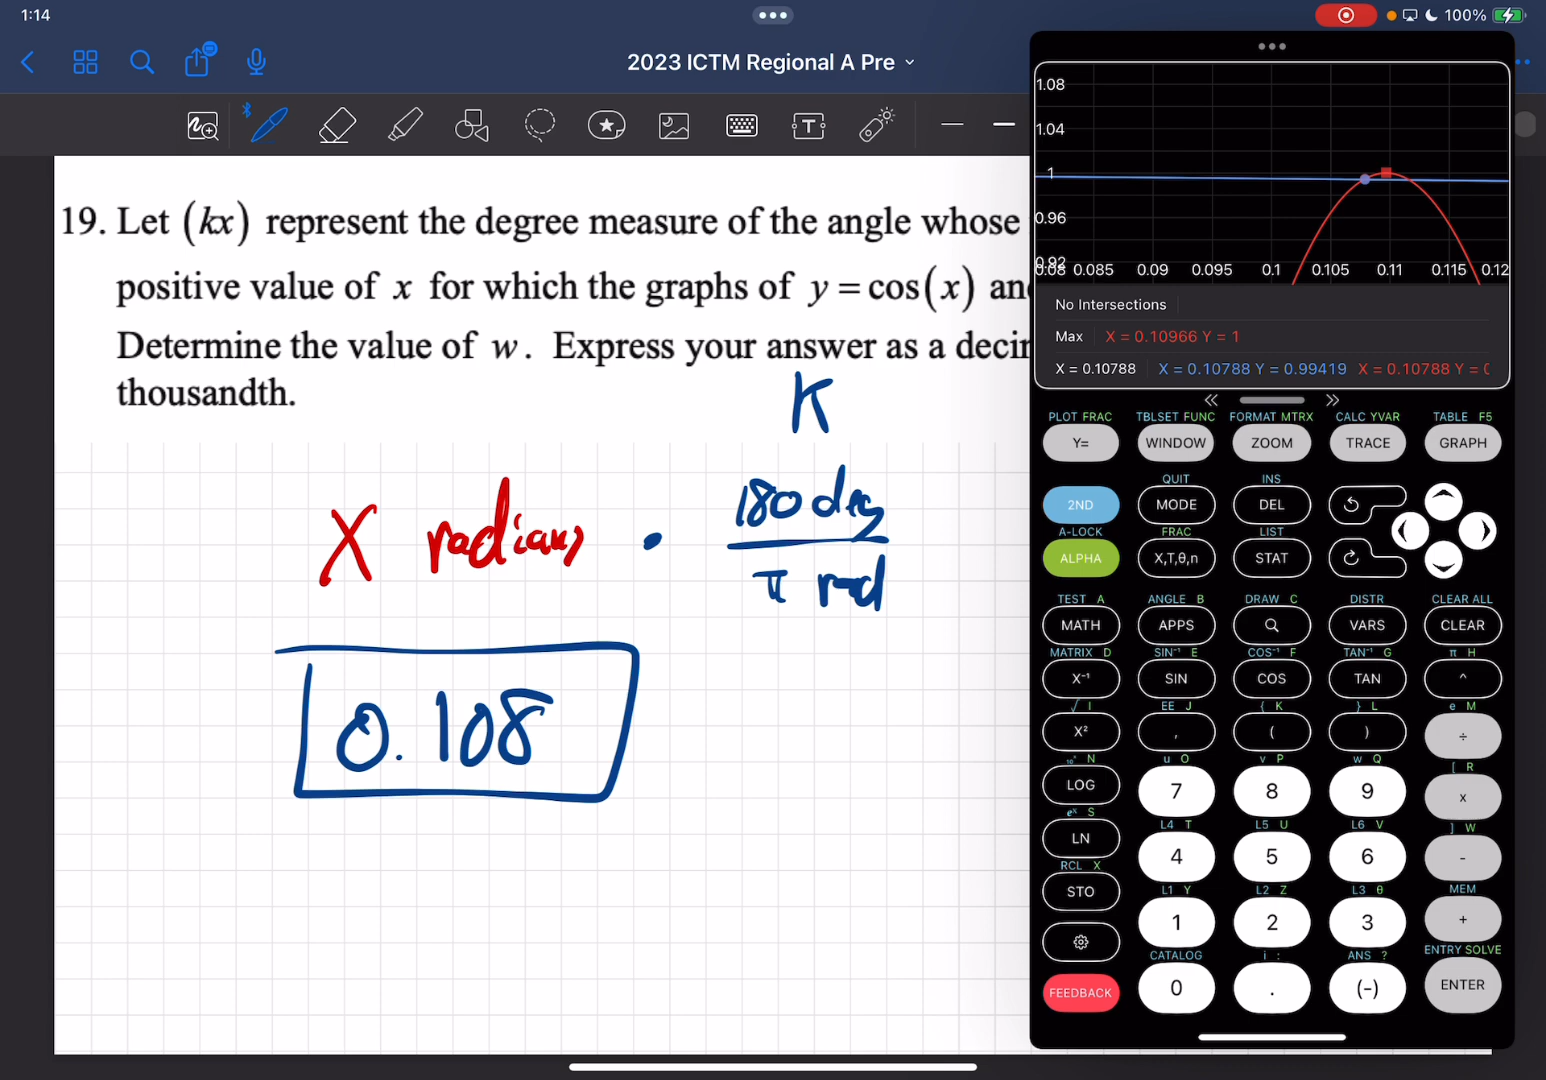 1:14
100%
2023 ICTM Regional A Pre
19. Let (kx) represent the degree measure of the angle whose
positive value of x for which the graphs of y = cos(x) an
Determine the value of w. Express your answer as a decim
thousandth.
K
X radians · 180 deg / π rad
0.108
1.08
1.04
1
0.96
0.92
0.08 0.085 0.09 0.095 0.1 0.105 0.11 0.115 0.12
No Intersections
Max X = 0.10966 Y = 1
X = 0.10788 X = 0.10788 Y = 0.99419 X = 0.10788 Y = 0
PLOT FRAC TBLSET FUNC FORMAT MTRX CALC YVAR TABLE F5
Y= WINDOW ZOOM TRACE GRAPH
QUIT INS
2ND MODE DEL
A-LOCK FRAC LIST
ALPHA X,T,θ,n STAT
TEST A ANGLE B DRAW C DISTR CLEAR ALL
MATH APPS VARS CLEAR
MATRIX D SIN⁻¹ E COS⁻¹ F TAN⁻¹ G π H
X⁻¹ SIN COS TAN ^
√ I EE J { K } L e M
X² , ( ) ÷
10ˣ N u O v P w Q [ R
LOG 7 8 9 x
eˣ S L4 T L5 U L6 V ] W
LN 4 5 6 -
RCL X L1 Y L2 Z L3 θ MEM
STO 1 2 3 +
CATALOG i : ANS ? ENTRY SOLVE
FEEDBACK 0 . (-) ENTER